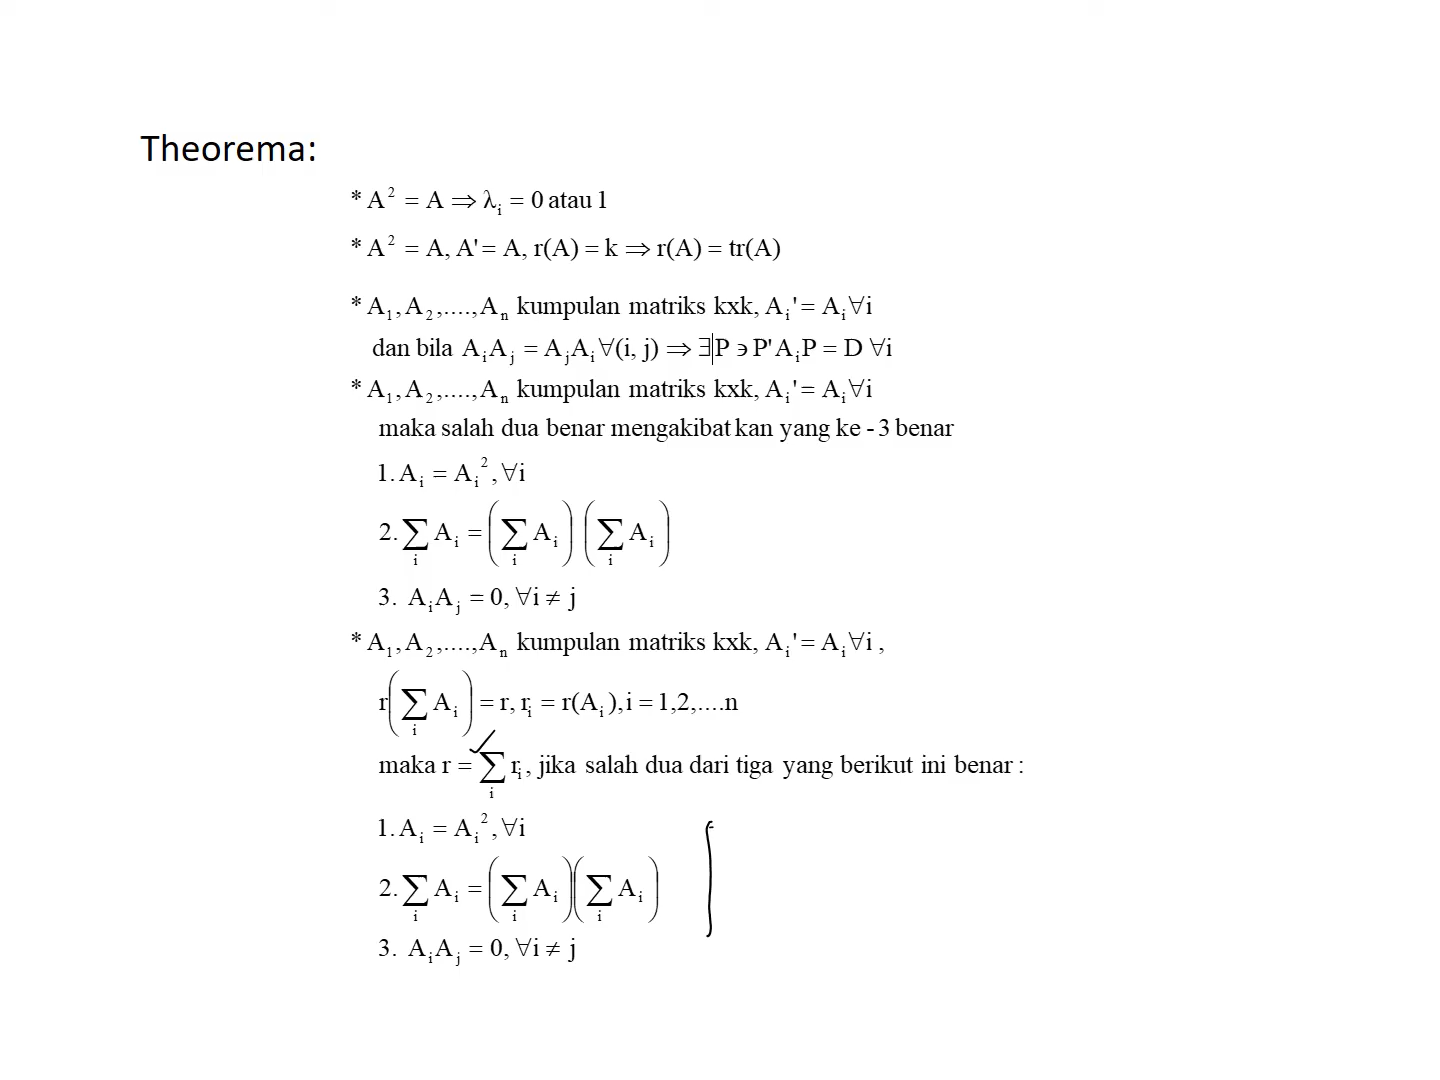 Theorema:
* A² = A ⇒ λᵢ = 0 atau 1
* A² = A, A' = A, r(A) = k ⇒ r(A) = tr(A)
* A₁, A₂,...., Aₙ kumpulan matriks kxk, Aᵢ' = Aᵢ ∀i
dan bila AᵢAⱼ = AⱼAᵢ ∀(i, j) ⇒ ∃|P ∍ P'AᵢP = D ∀i
* A₁, A₂,...., Aₙ kumpulan matriks kxk, Aᵢ' = Aᵢ ∀i
maka salah dua benar mengakibat kan yang ke - 3 benar
1. Aᵢ = Aᵢ², ∀i
2. ∑ᵢ Aᵢ = (∑ᵢ Aᵢ) (∑ᵢ Aᵢ)
3. AᵢAⱼ = 0, ∀i ≠ j
* A₁, A₂,...., Aₙ kumpulan matriks kxk, Aᵢ' = Aᵢ ∀i ,
r(∑ᵢ Aᵢ) = r, rᵢ = r(Aᵢ), i = 1,2,....n
maka r = ∑ᵢ rᵢ, jika salah dua dari tiga yang berikut ini benar :
1. Aᵢ = Aᵢ², ∀i
2. ∑ᵢ Aᵢ = (∑ᵢ Aᵢ)(∑ᵢ Aᵢ)
3. AᵢAⱼ = 0, ∀i ≠ j